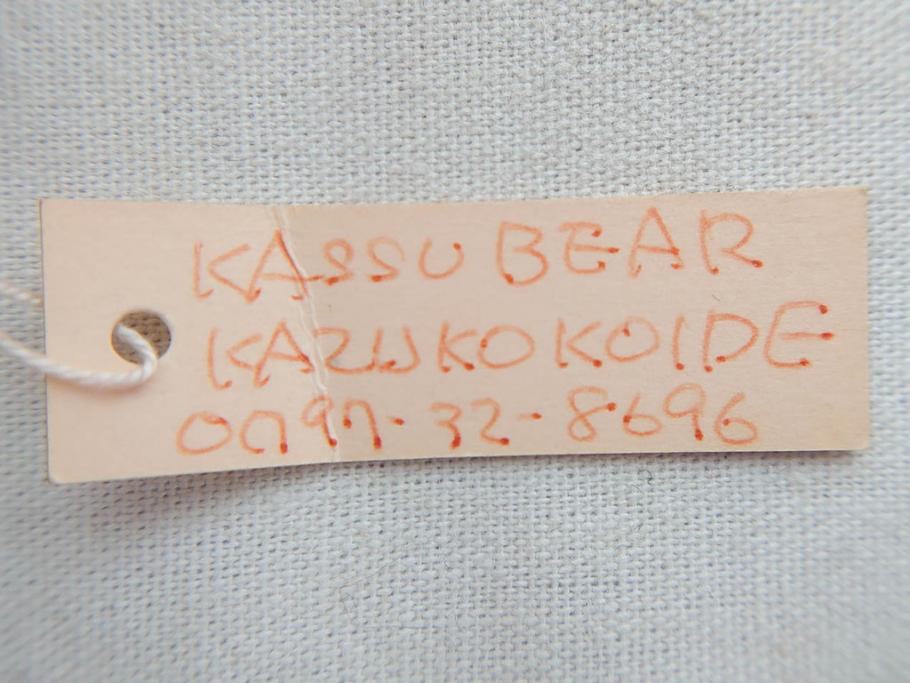 KASSU BEAR
KAZUKO KOIDE
0797-32-8696